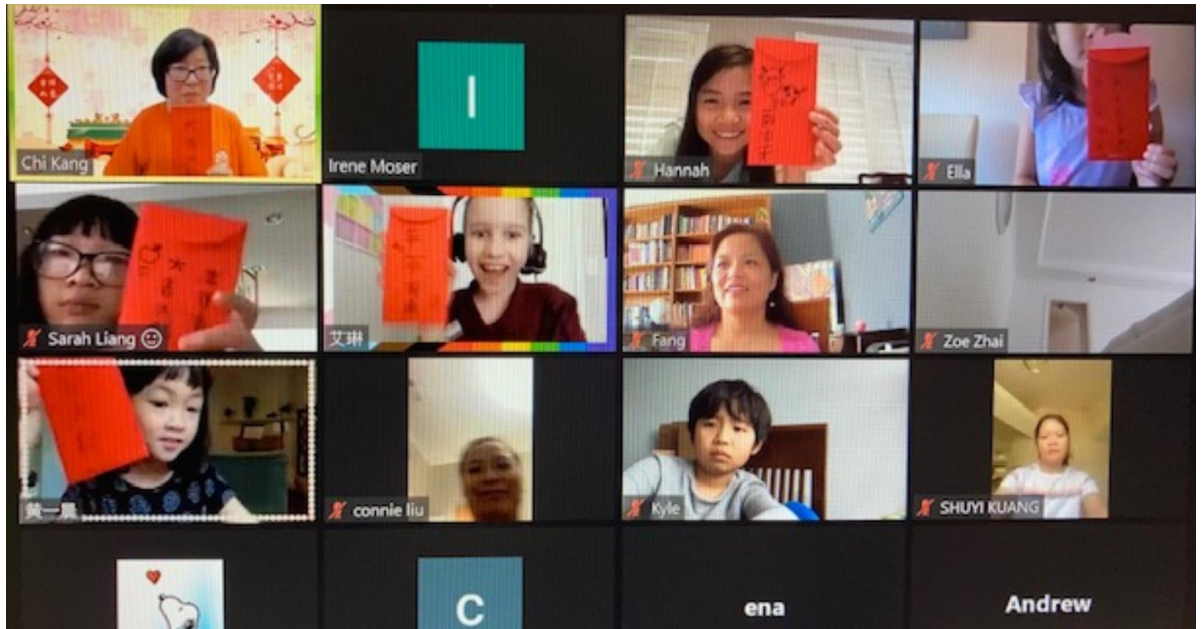 Chi Kang
Irene Moser
I
Hannah
Ella
Sarah Liang
艾琳
Fang
Zoe Zhai
黄一晨
connie liu
Kyle
SHUYI KUANG
C
ena
Andrew